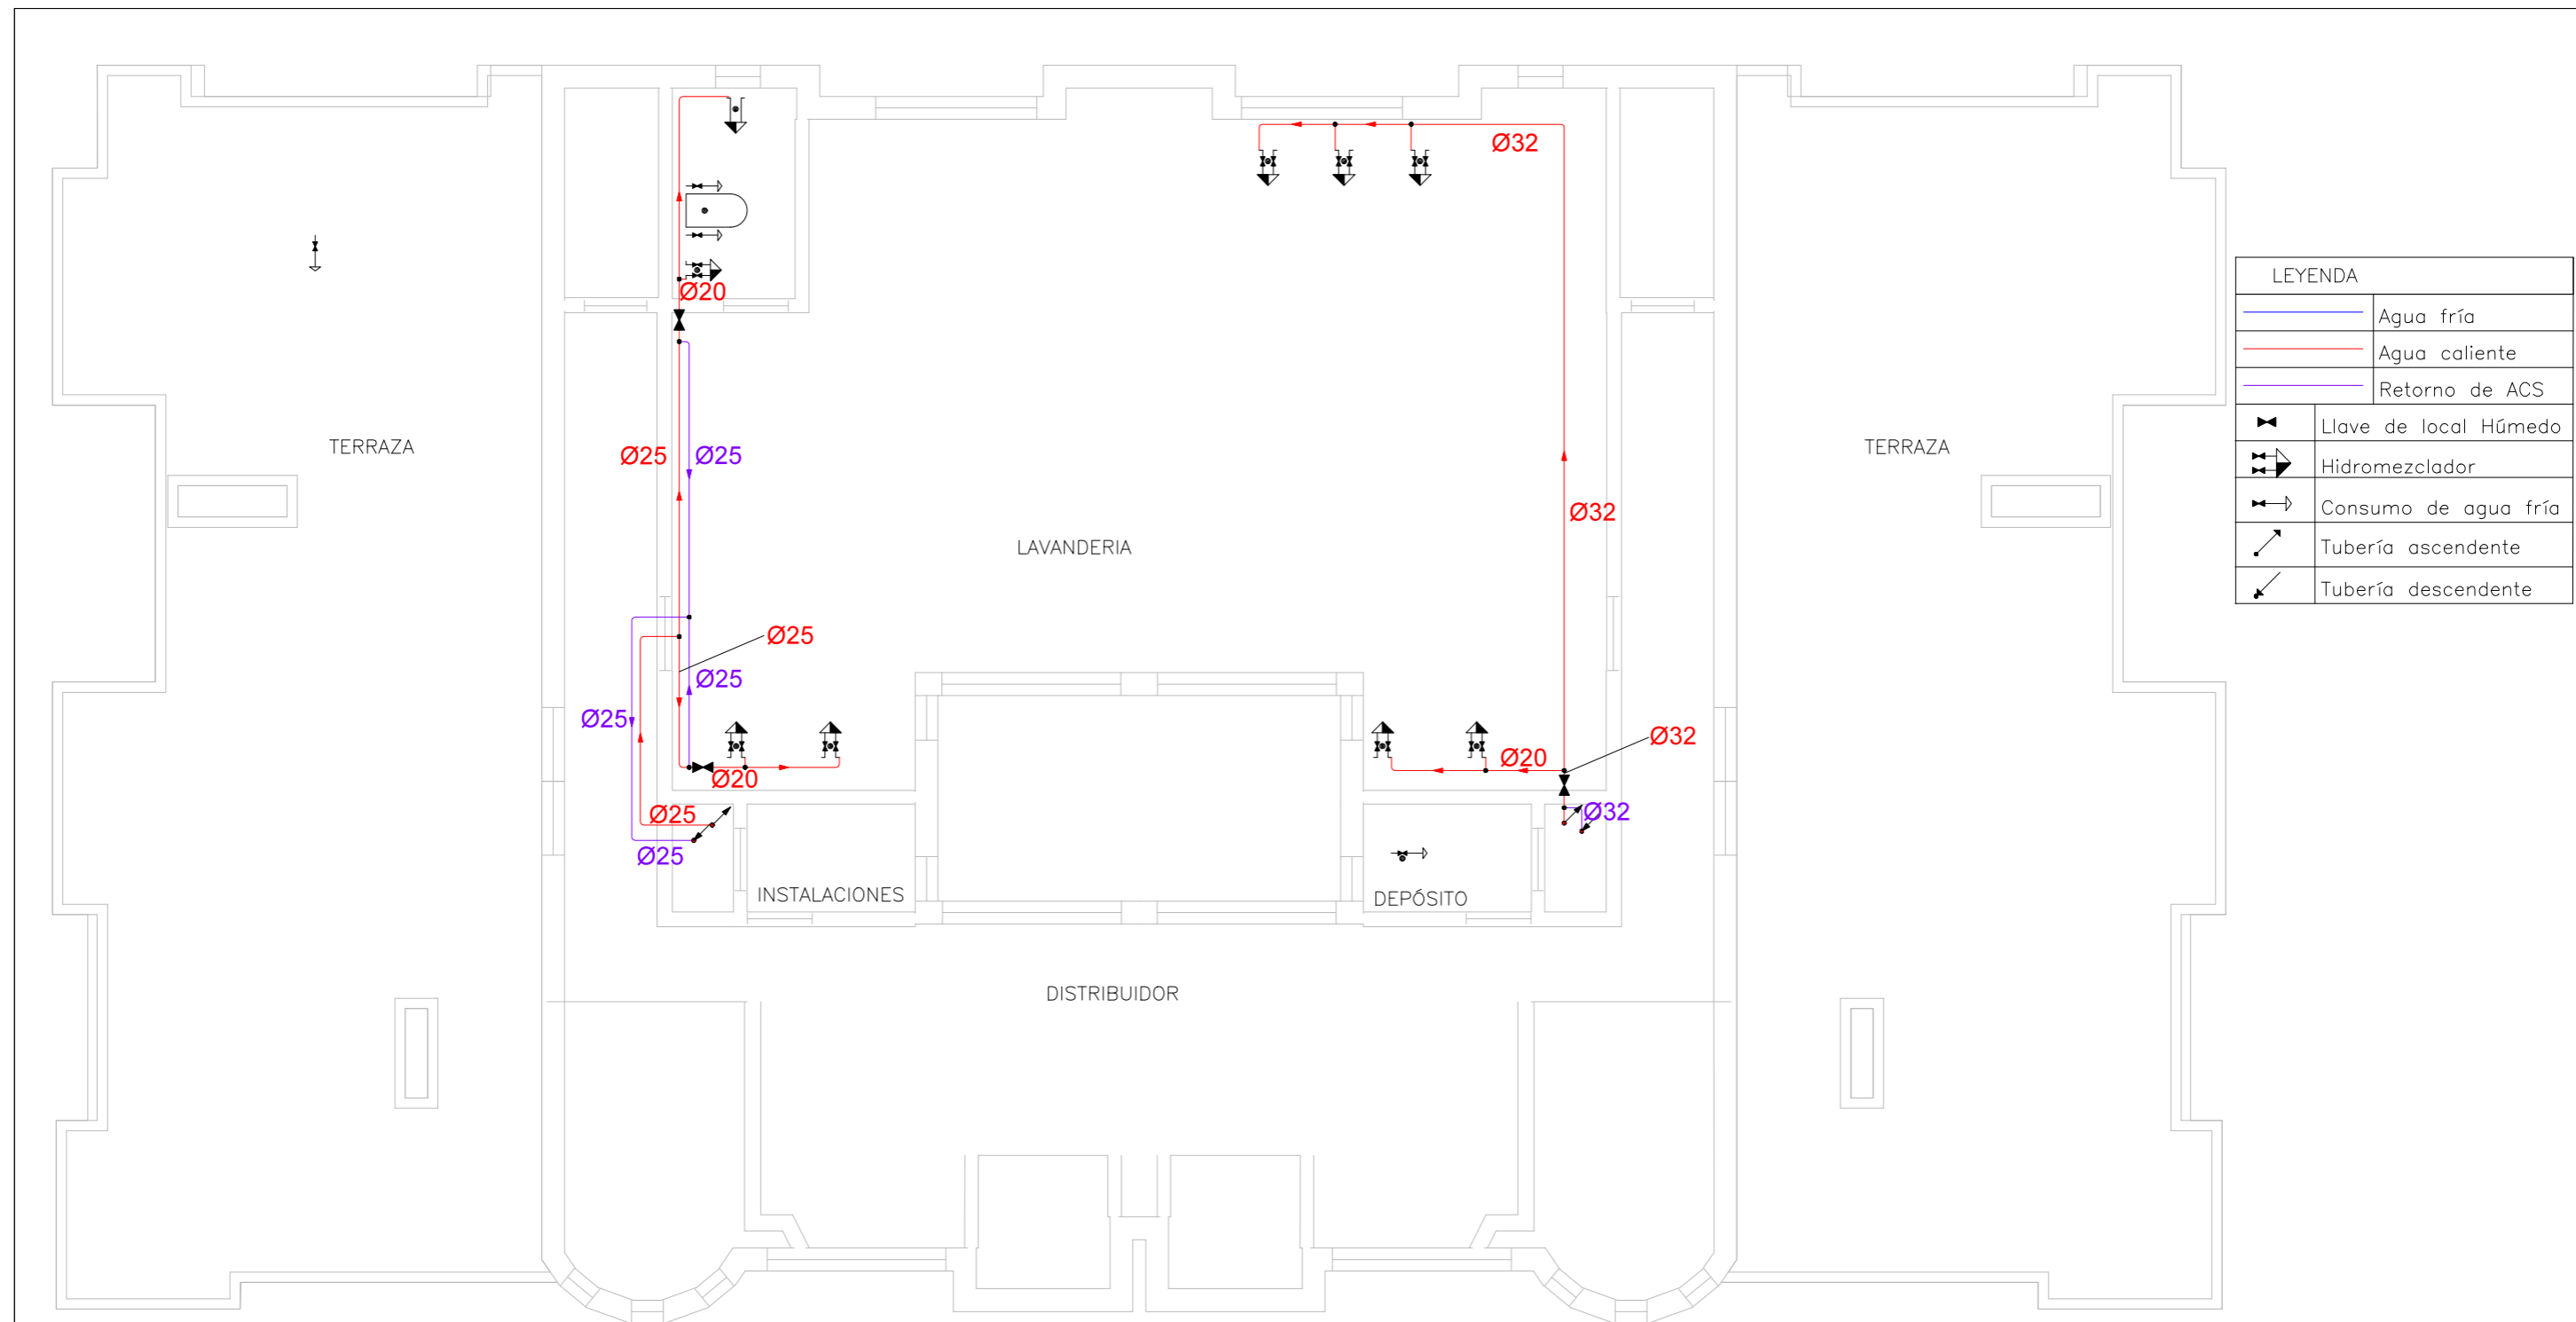 Ø32
LEYENDA
Agua fría
Agua caliente
Retorno de ACS
Llave de local Húmedo
Hidromezclador
Consumo de agua fría
Tubería ascendente
Tubería descendente
Ø20
TERRAZA
Ø25
Ø25
TERRAZA
Ø32
LAVANDERIA
Ø25
Ø25
Ø25
Ø32
Ø20
Ø20
Ø25
Ø32
Ø25
INSTALACIONES
DEPÓSITO
DISTRIBUIDOR